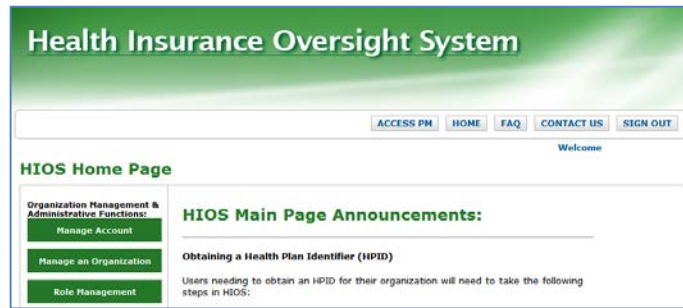 Health Insurance Oversight System
ACCESS PM HOME FAQ CONTACT US SIGN OUT
Welcome
HIOS Home Page
Organization Management &
Administrative Functions:
Manage Account
Manage an Organization
Role Management
HIOS Main Page Announcements:
Obtaining a Health Plan Identifier (HPID)
Users needing to obtain an HPID for their organization will need to take the following
steps in HIOS: